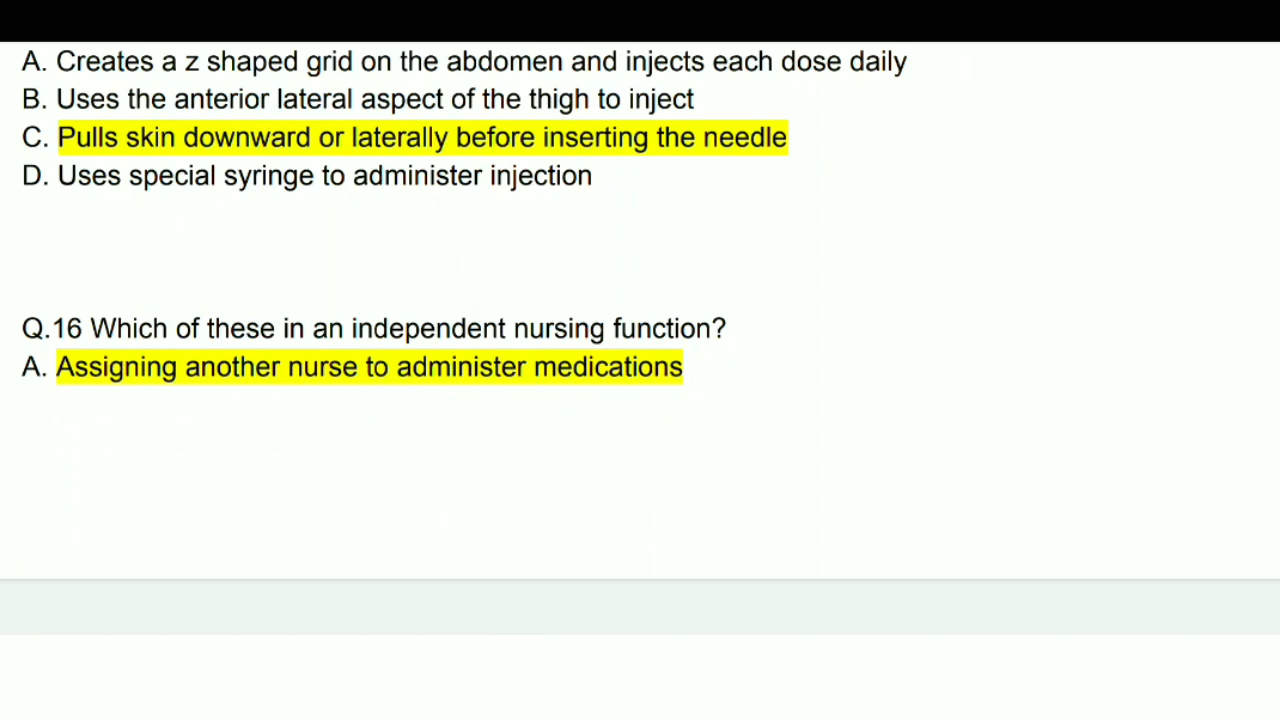 A. Creates a z shaped grid on the abdomen and injects each dose daily
B. Uses the anterior lateral aspect of the thigh to inject
C. Pulls skin downward or laterally before inserting the needle
D. Uses special syringe to administer injection
Q.16 Which of these in an independent nursing function?
A. Assigning another nurse to administer medications